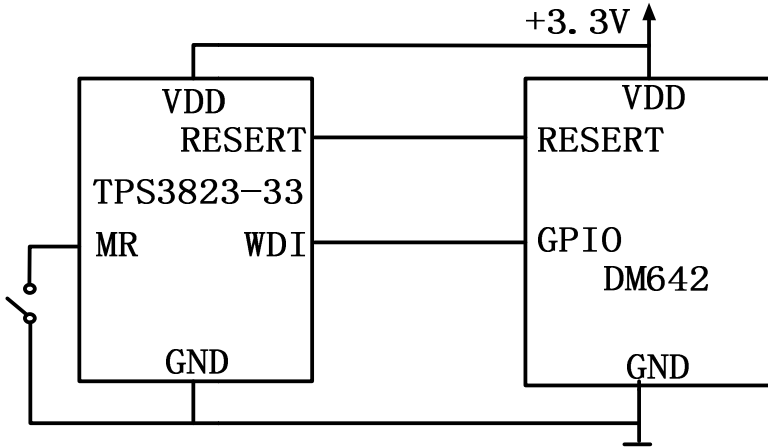 +3.3V
VDD
VDD
RESERT
RESERT
TPS3823-33
MR
WDI
GPIO
DM642
GND
GND